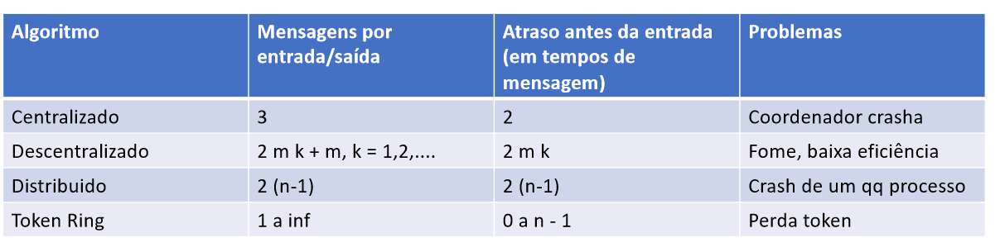 Algoritmo
Mensagens por
entrada/saída
Atraso antes da entrada
(em tempos de
mensagem)
Problemas
Centralizado 3 2 Coordenador crasha
Descentralizado 2 m k + m, k = 1,2,.... 2 m k Fome, baixa eficiência
Distribuido 2 (n-1) 2 (n-1) Crash de um qq processo
Token Ring 1 a inf 0 a n - 1 Perda token